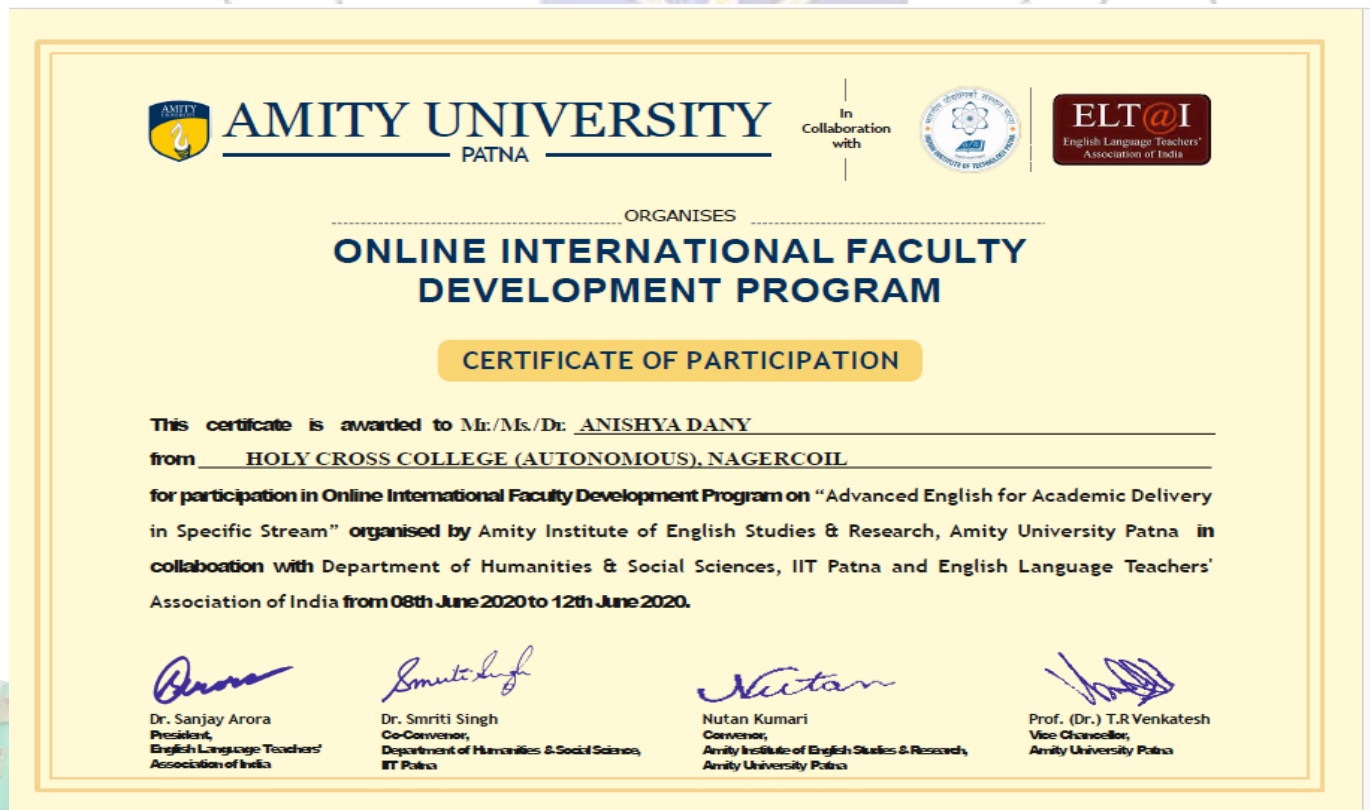 AMITY
UNIVERSITY
AMITY UNIVERSITY
PATNA
In
Collaboration
with
ELT@I
English Language Teachers'
Association of India
ORGANISES
ONLINE INTERNATIONAL FACULTY
DEVELOPMENT PROGRAM
CERTIFICATE OF PARTICIPATION
This certifcate is awarded to Mr./Ms./Dr. ANISHYA DANY
from HOLY CROSS COLLEGE (AUTONOMOUS), NAGERCOIL
for participation in Online International Faculty Development Program on “Advanced English for Academic Delivery
in Specific Stream” organised by Amity Institute of English Studies & Research, Amity University Patna in
collaboation with Department of Humanities & Social Sciences, IIT Patna and English Language Teachers'
Association of India from 08th June 2020 to 12th June 2020.
Arora
Smriti Singh
Nutan
Dr. Sanjay Arora
President,
English Language Teachers'
Association of India
Dr. Smriti Singh
Co-Convenor,
Department of Humanities & Social Science,
IIT Patna
Nutan Kumari
Convenor,
Amity Institute of English Studies & Research,
Amity University Patna
Prof. (Dr.) T.R Venkatesh
Vice Chancellor,
Amity University Patna